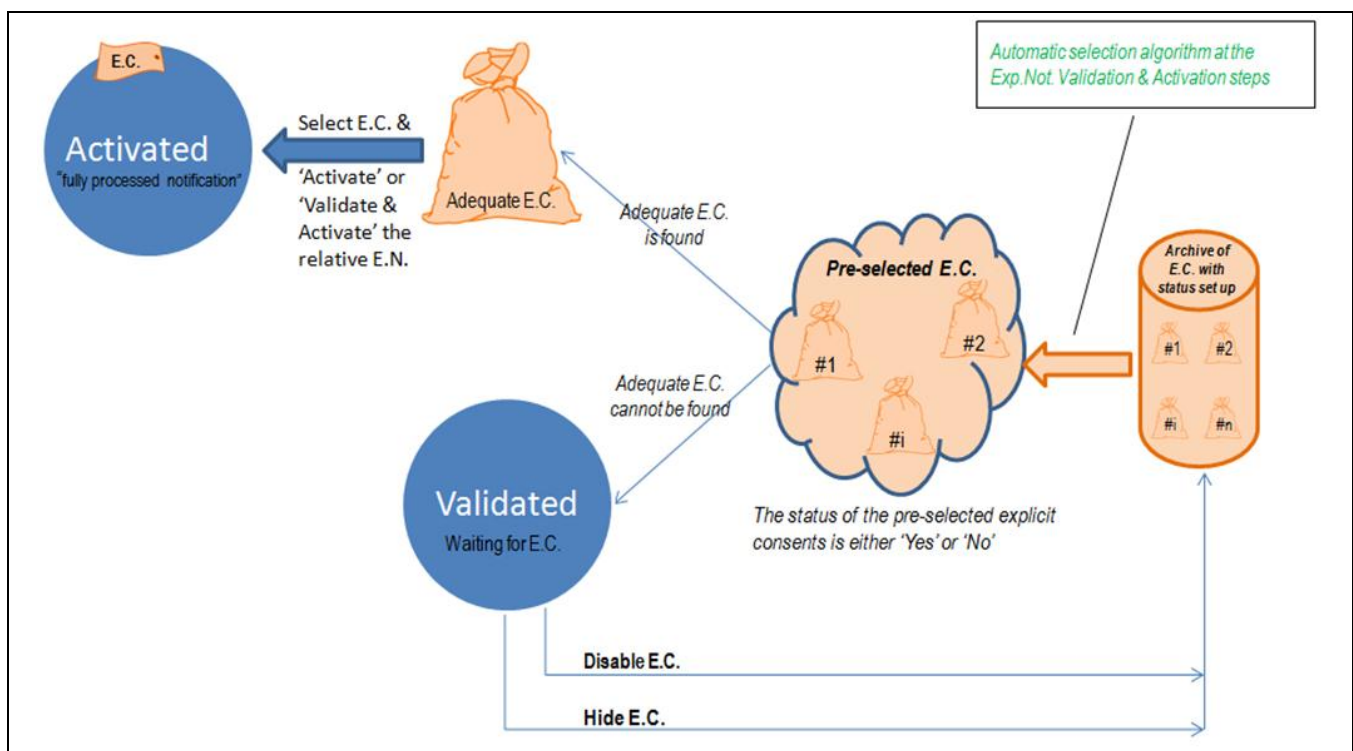 E.C.
Activated
"fully processed notification"
Select E.C. &
'Activate' or
'Validate &
Activate' the
relative E.N.
Adequate E.C.
Adequate E.C.
is found
Adequate E.C.
cannot be found
Pre-selected E.C.
#1
#2
#i
The status of the pre-selected explicit
consents is either 'Yes' or 'No'
Automatic selection algorithm at the
Exp.Not. Validation & Activation steps
Archive of
E.C. with
status set up
#1
#2
#i
#n
Validated
Waiting for E.C.
Disable E.C.
Hide E.C.